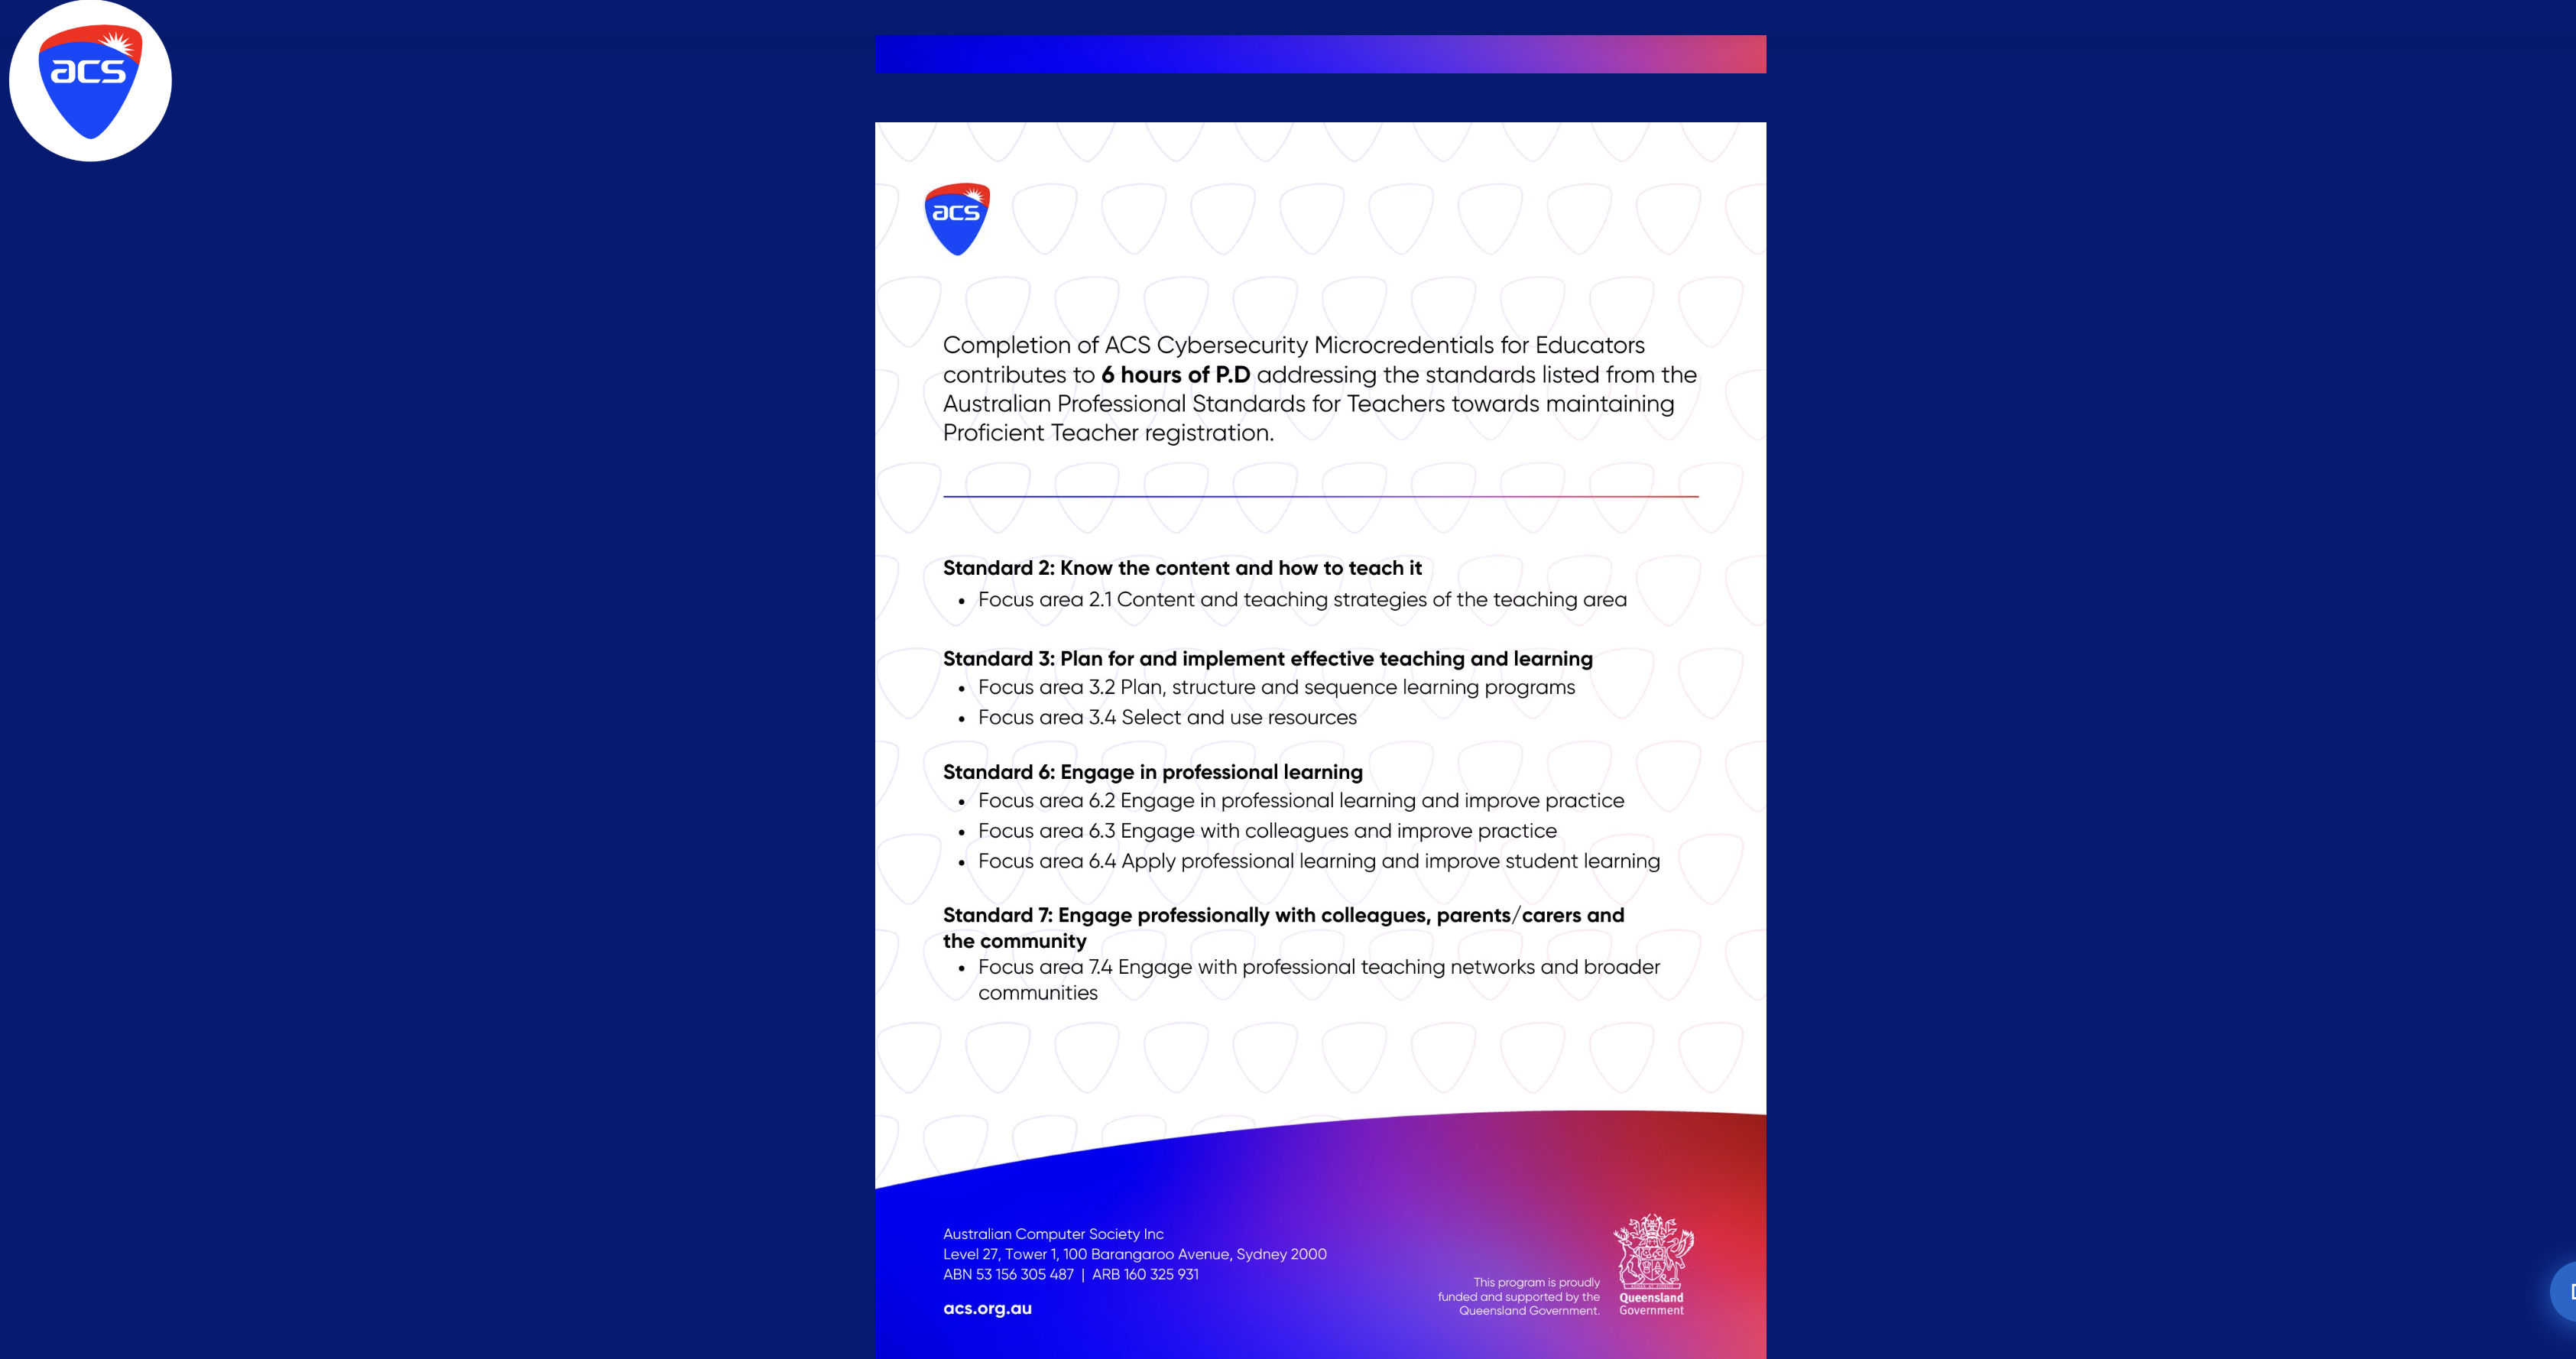 acs
acs
Completion of ACS Cybersecurity Microcredentials for Educators
contributes to 6 hours of P.D addressing the standards listed from the
Australian Professional Standards for Teachers towards maintaining
Proficient Teacher registration.
Standard 2: Know the content and how to teach it
• Focus area 2.1 Content and teaching strategies of the teaching area
Standard 3: Plan for and implement effective teaching and learning
• Focus area 3.2 Plan, structure and sequence learning programs
• Focus area 3.4 Select and use resources
Standard 6: Engage in professional learning
• Focus area 6.2 Engage in professional learning and improve practice
• Focus area 6.3 Engage with colleagues and improve practice
• Focus area 6.4 Apply professional learning and improve student learning
Standard 7: Engage professionally with colleagues, parents/carers and
the community
• Focus area 7.4 Engage with professional teaching networks and broader
communities
Australian Computer Society Inc
Level 27, Tower 1, 100 Barangaroo Avenue, Sydney 2000
ABN 53 156 305 487 | ARB 160 325 931
acs.org.au
This program is proudly
funded and supported by the
Queensland Government.
Queensland
Government